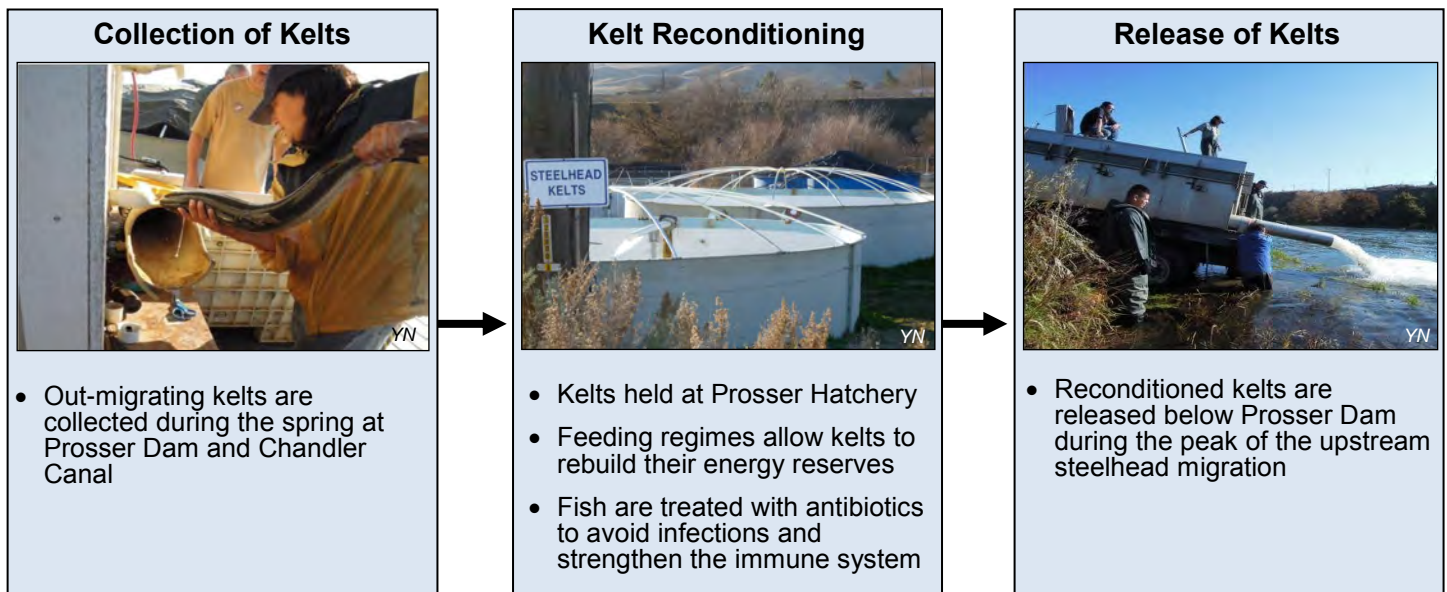 Collection of Kelts
YN
• Out-migrating kelts are
collected during the spring at
Prosser Dam and Chandler
Canal
Kelt Reconditioning
STEELHEAD
KELTS
YN
• Kelts held at Prosser Hatchery
• Feeding regimes allow kelts to
rebuild their energy reserves
• Fish are treated with antibiotics
to avoid infections and
strengthen the immune system
Release of Kelts
YN
• Reconditioned kelts are
released below Prosser Dam
during the peak of the upstream
steelhead migration